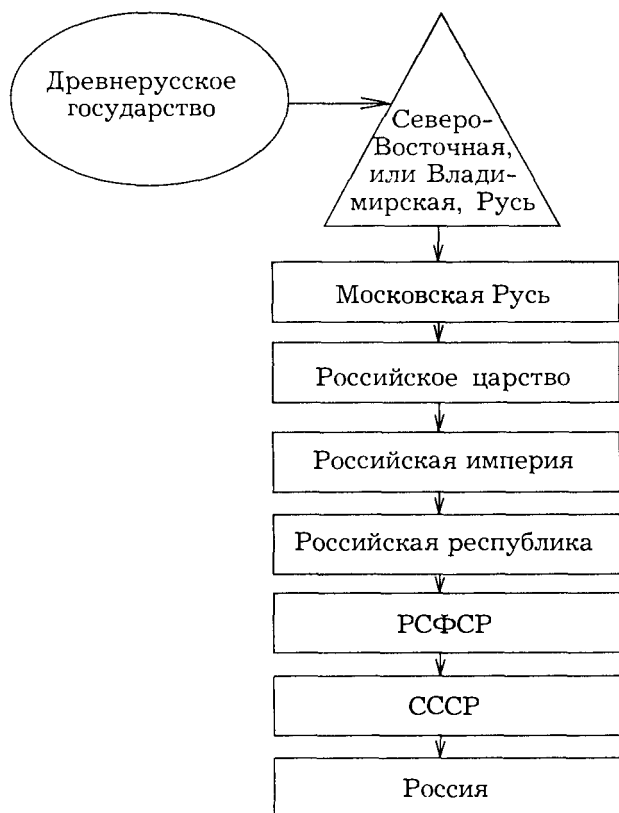 Древнерусское
государство
Северо-
Восточная,
или Влади-
мирская, Русь
Московская Русь
Российское царство
Российская империя
Российская республика
РСФСР
СССР
Россия